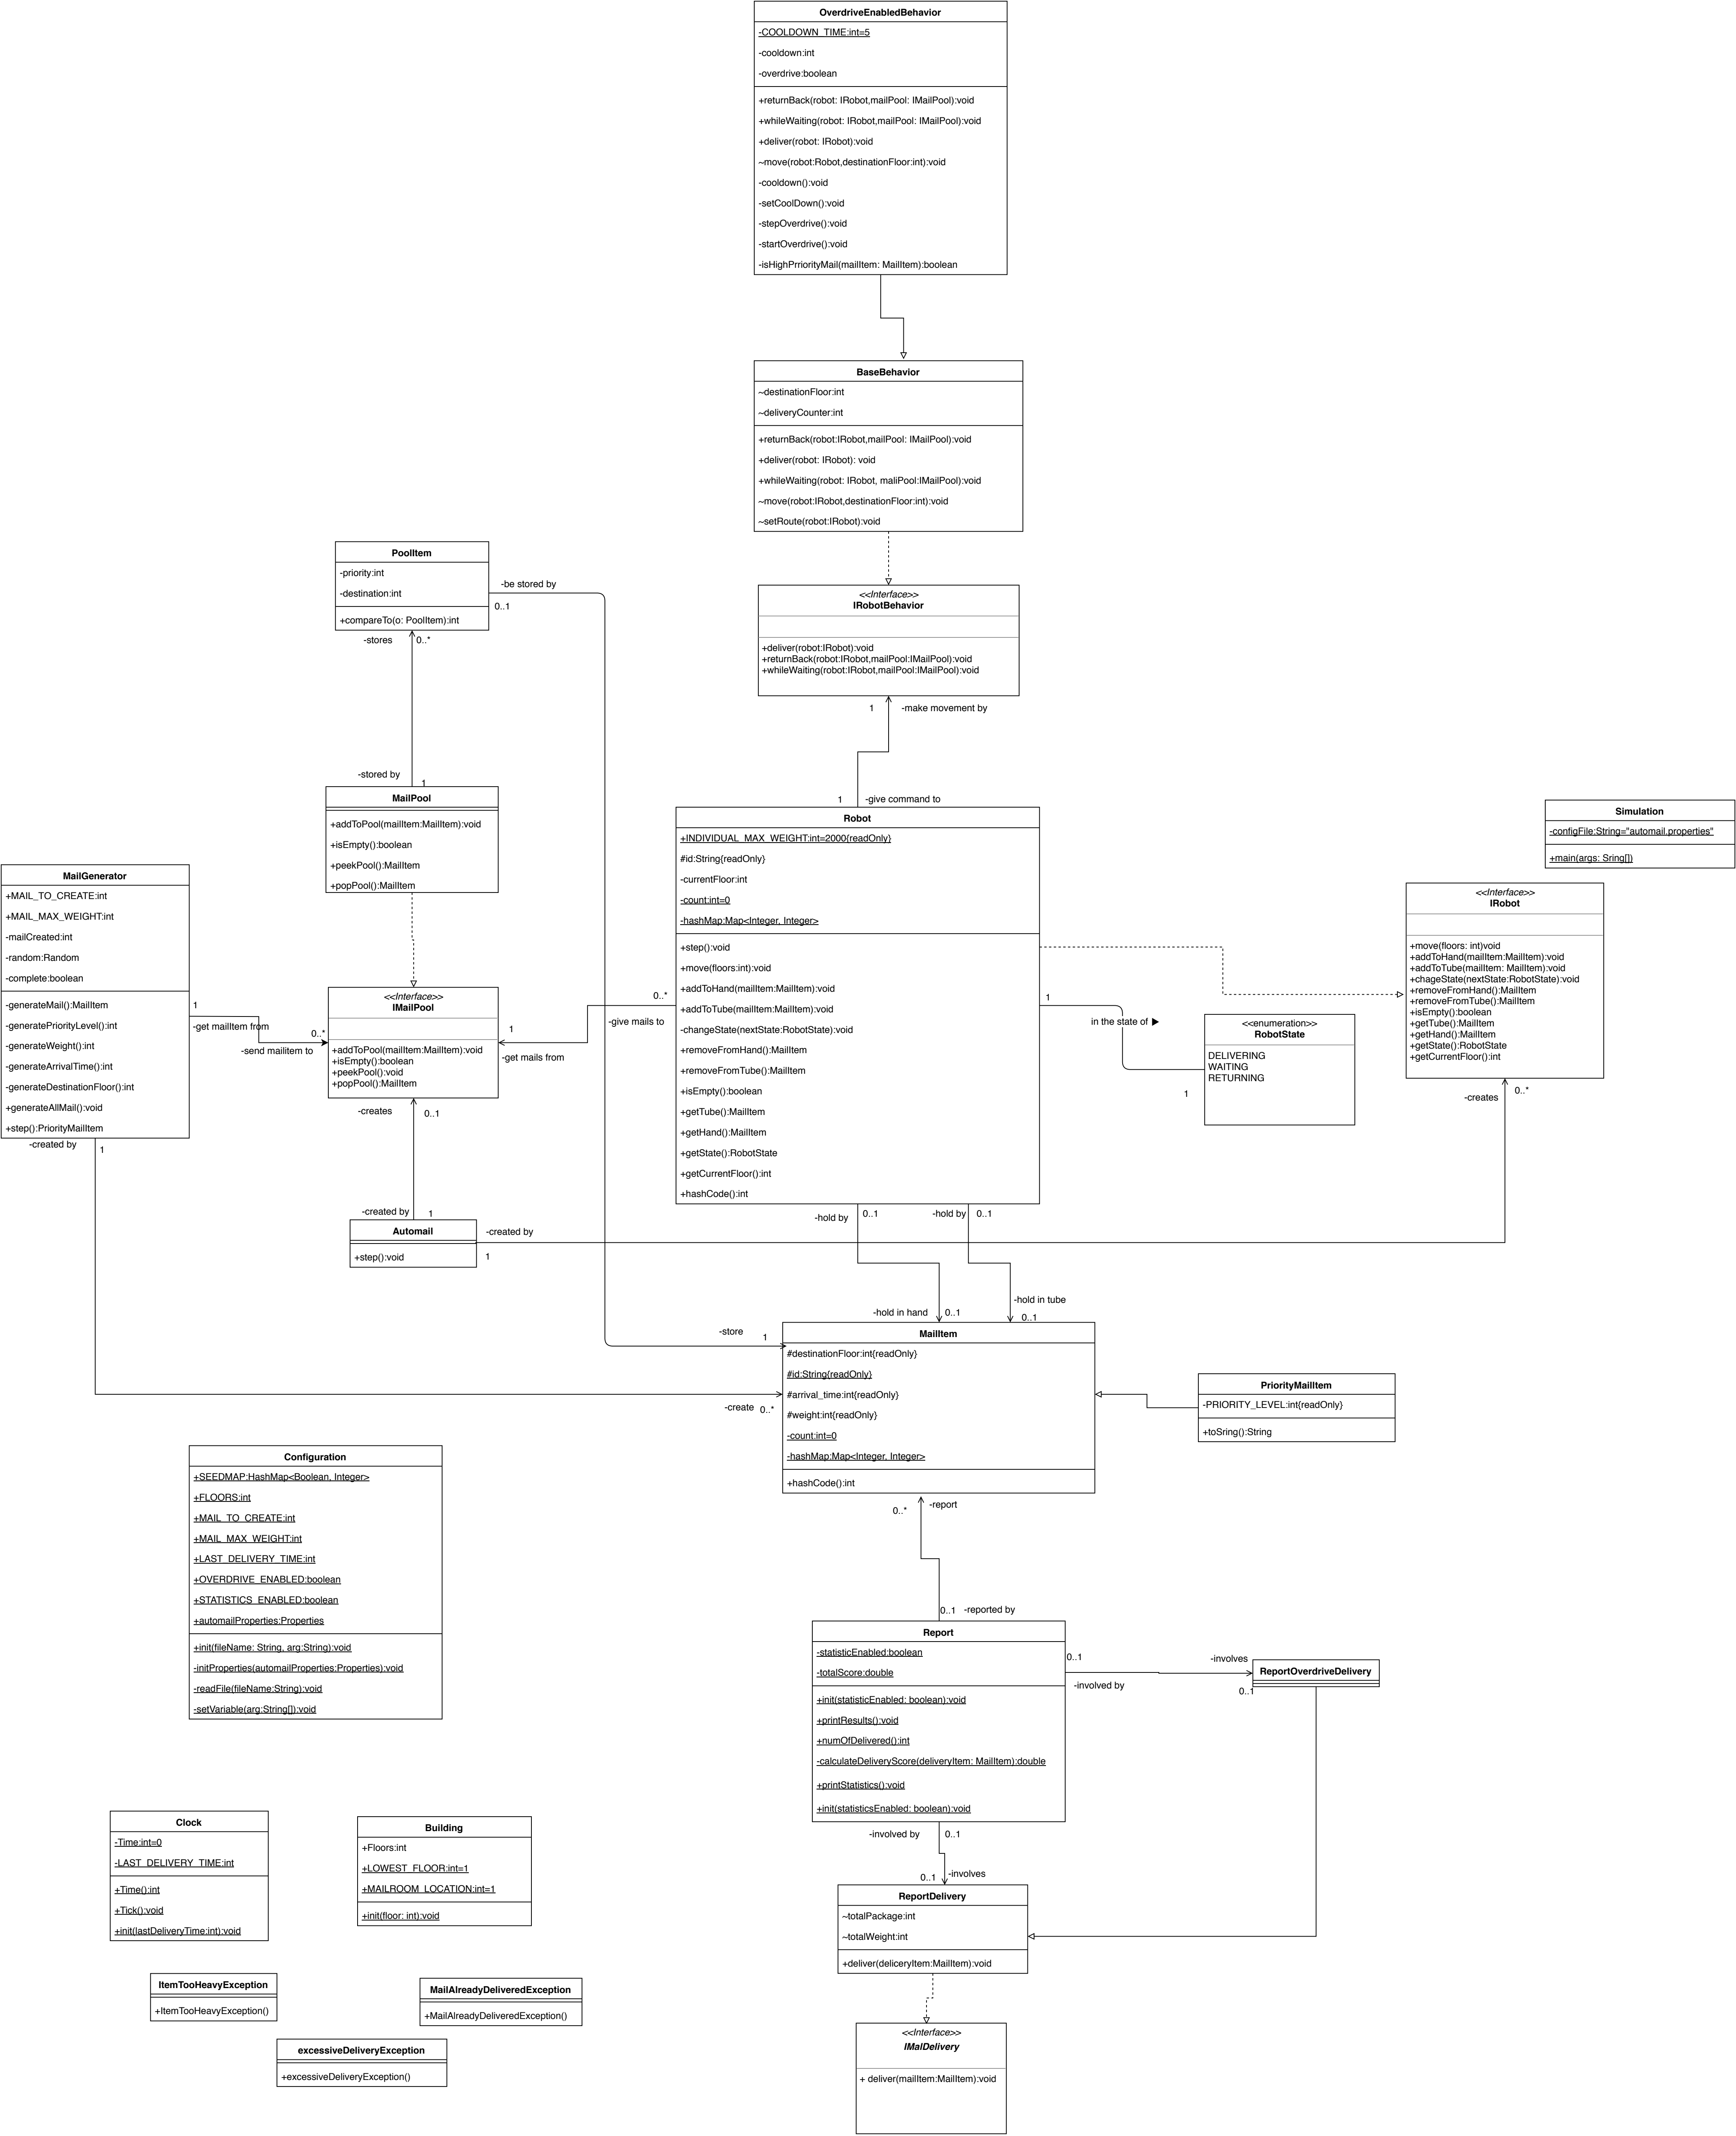 OverdriveEnabledBehavior
-COOLDOWN_TIME:int=5
-cooldown:int
-overdrive:boolean
+returnBack(robot: IRobot,mailPool: IMailPool):void
+whileWaiting(robot: IRobot,mailPool: IMailPool):void
+deliver(robot: IRobot):void
~move(robot:Robot,destinationFloor:int):void
-cooldown():void
-setCoolDown():void
-stepOverdrive():void
-startOverdrive():void
-isHighPrriorityMail(mailItem: MailItem):boolean
BaseBehavior
~destinationFloor:int
~deliveryCounter:int
+returnBack(robot:IRobot,mailPool: IMailPool):void
+deliver(robot: IRobot): void
+whileWaiting(robot: IRobot, maliPool:IMailPool):void
~move(robot:IRobot,destinationFloor:int):void
~setRoute(robot:IRobot):void
PoolItem
-priority:int
-destination:int
+compareTo(o: PoolItem):int
-be stored by
0..1
-stores
0..*
<<Interface>>
IRobotBehavior
+deliver(robot:IRobot):void
+returnBack(robot:IRobot,mailPool:IMailPool):void
+whileWaiting(robot:IRobot,mailPool:IMailPool):void
1
-make movement by
-stored by
1
MailPool
+addToPool(mailItem:MailItem):void
+isEmpty():boolean
+peekPool():MailItem
+popPool():MailItem
1
-give command to
Robot
+INDIVIDUAL_MAX_WEIGHT:int=2000{readOnly}
#id:String{readOnly}
-currentFloor:int
-count:int=0
-hashMap:Map<Integer, Integer>
+step():void
+move(floors:int):void
+addToHand(mailItem:MailItem):void
+addToTube(mailItem:MailItem):void
-changeState(nextState:RobotState):void
+removeFromHand():MailItem
+removeFromTube():MailItem
+isEmpty():boolean
+getTube():MailItem
+getHand():MailItem
+getState():RobotState
+getCurrentFloor():int
+hashCode():int
Simulation
-configFile:String="automail.properties"
+main(args: Sring[])
<<Interface>>
IRobot
+move(floors: int)void
+addToHand(mailItem:MailItem):void
+addToTube(mailItem: MailItem):void
+chageState(nextState:RobotState):void
+removeFromHand():MailItem
+removeFromTube():MailItem
+isEmpty():boolean
+getTube():MailItem
+getHand():MailItem
+getState():RobotState
+getCurrentFloor():int
-creates
0..*
1
in the state of ▶
1
<<enumeration>>
RobotState
DELIVERING
WAITING
RETURNING
MailGenerator
+MAIL_TO_CREATE:int
+MAIL_MAX_WEIGHT:int
-mailCreated:int
-random:Random
-complete:boolean
-generateMail():MailItem
-generatePriorityLevel():int
-generateWeight():int
-generateArrivalTime():int
-generateDestinationFloor():int
+generateAllMail():void
+step():PriorityMailItem
1
-get mailItem from
0..*
-send mailitem to
-created by
1
<<Interface>>
IMailPool
+addToPool(mailItem:MailItem):void
+isEmpty():boolean
+peekPool():void
+popPool():MailItem
0..*
-give mails to
1
-get mails from
-creates
0..1
-created by
1
Automail
+step():void
-created by
1
-hold by
0..1
-hold by
0..1
-hold in hand
0..1
-hold in tube
0..1
-store
1
-create
0..*
MailItem
#destinationFloor:int{readOnly}
#id:String{readOnly}
#arrival_time:int{readOnly}
#weight:int{readOnly}
-count:int=0
-hashMap:Map<Integer, Integer>
+hashCode():int
PriorityMailItem
-PRIORITY_LEVEL:int{readOnly}
+toSring():String
Configuration
+SEEDMAP:HashMap<Boolean, Integer>
+FLOORS:int
+MAIL_TO_CREATE:int
+MAIL_MAX_WEIGHT:int
+LAST_DELIVERY_TIME:int
+OVERDRIVE_ENABLED:boolean
+STATISTICS_ENABLED:boolean
+automailProperties:Properties
+init(fileName: String, arg:String):void
-initProperties(automailProperties:Properties):void
-readFile(fileName:String):void
-setVariable(arg:String[]):void
0..*
-report
0..1
-reported by
Report
-statisticEnabled:boolean
-totalScore:double
+init(statisticEnabled: boolean):void
+printResults():void
+numOfDelivered():int
-calculateDeliveryScore(deliveryItem: MailItem):double
+printStatistics():void
+init(statisticsEnabled: boolean):void
0..1
-involved by
-involves
0..1
ReportOverdriveDelivery
-involved by
0..1
0..1
-involves
ReportDelivery
~totalPackage:int
~totalWeight:int
+deliver(deliceryItem:MailItem):void
<<Interface>>
IMalDelivery
+ deliver(mailItem:MailItem):void
Clock
-Time:int=0
-LAST_DELIVERY_TIME:int
+Time():int
+Tick():void
+init(lastDeliveryTime:int):void
Building
+Floors:int
+LOWEST_FLOOR:int=1
+MAILROOM_LOCATION:int=1
+init(floor: int):void
ItemTooHeavyException
+ItemTooHeavyException()
MailAlreadyDeliveredException
+MailAlreadyDeliveredException()
excessiveDeliveryException
+excessiveDeliveryException()